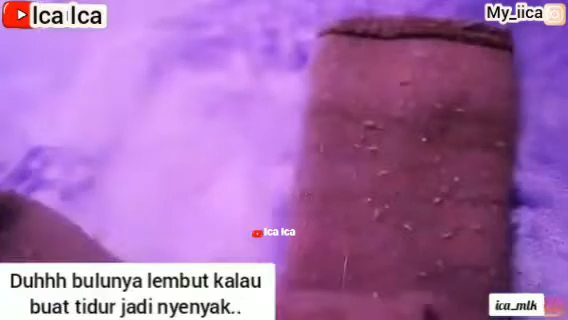 Ica Ica
My_iica
Ica Ica
Duhhh bulunya lembut kalau
buat tidur jadi nyenyak..
ica_mlk